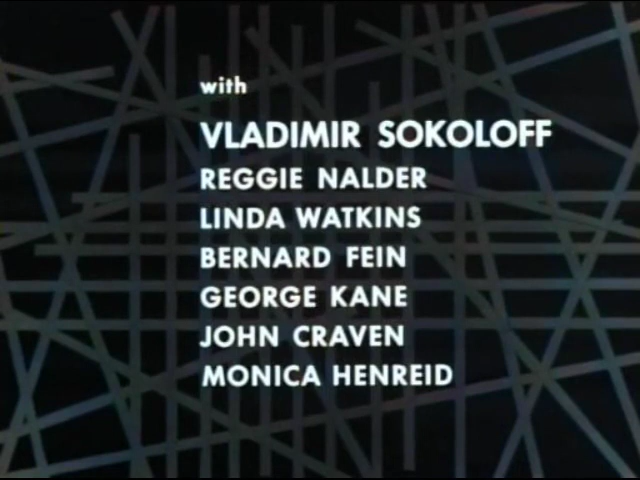 with
VLADIMIR SOKOLOFF
REGGIE NALDER
LINDA WATKINS
BERNARD FEIN
GEORGE KANE
JOHN CRAVEN
MONICA HENREID